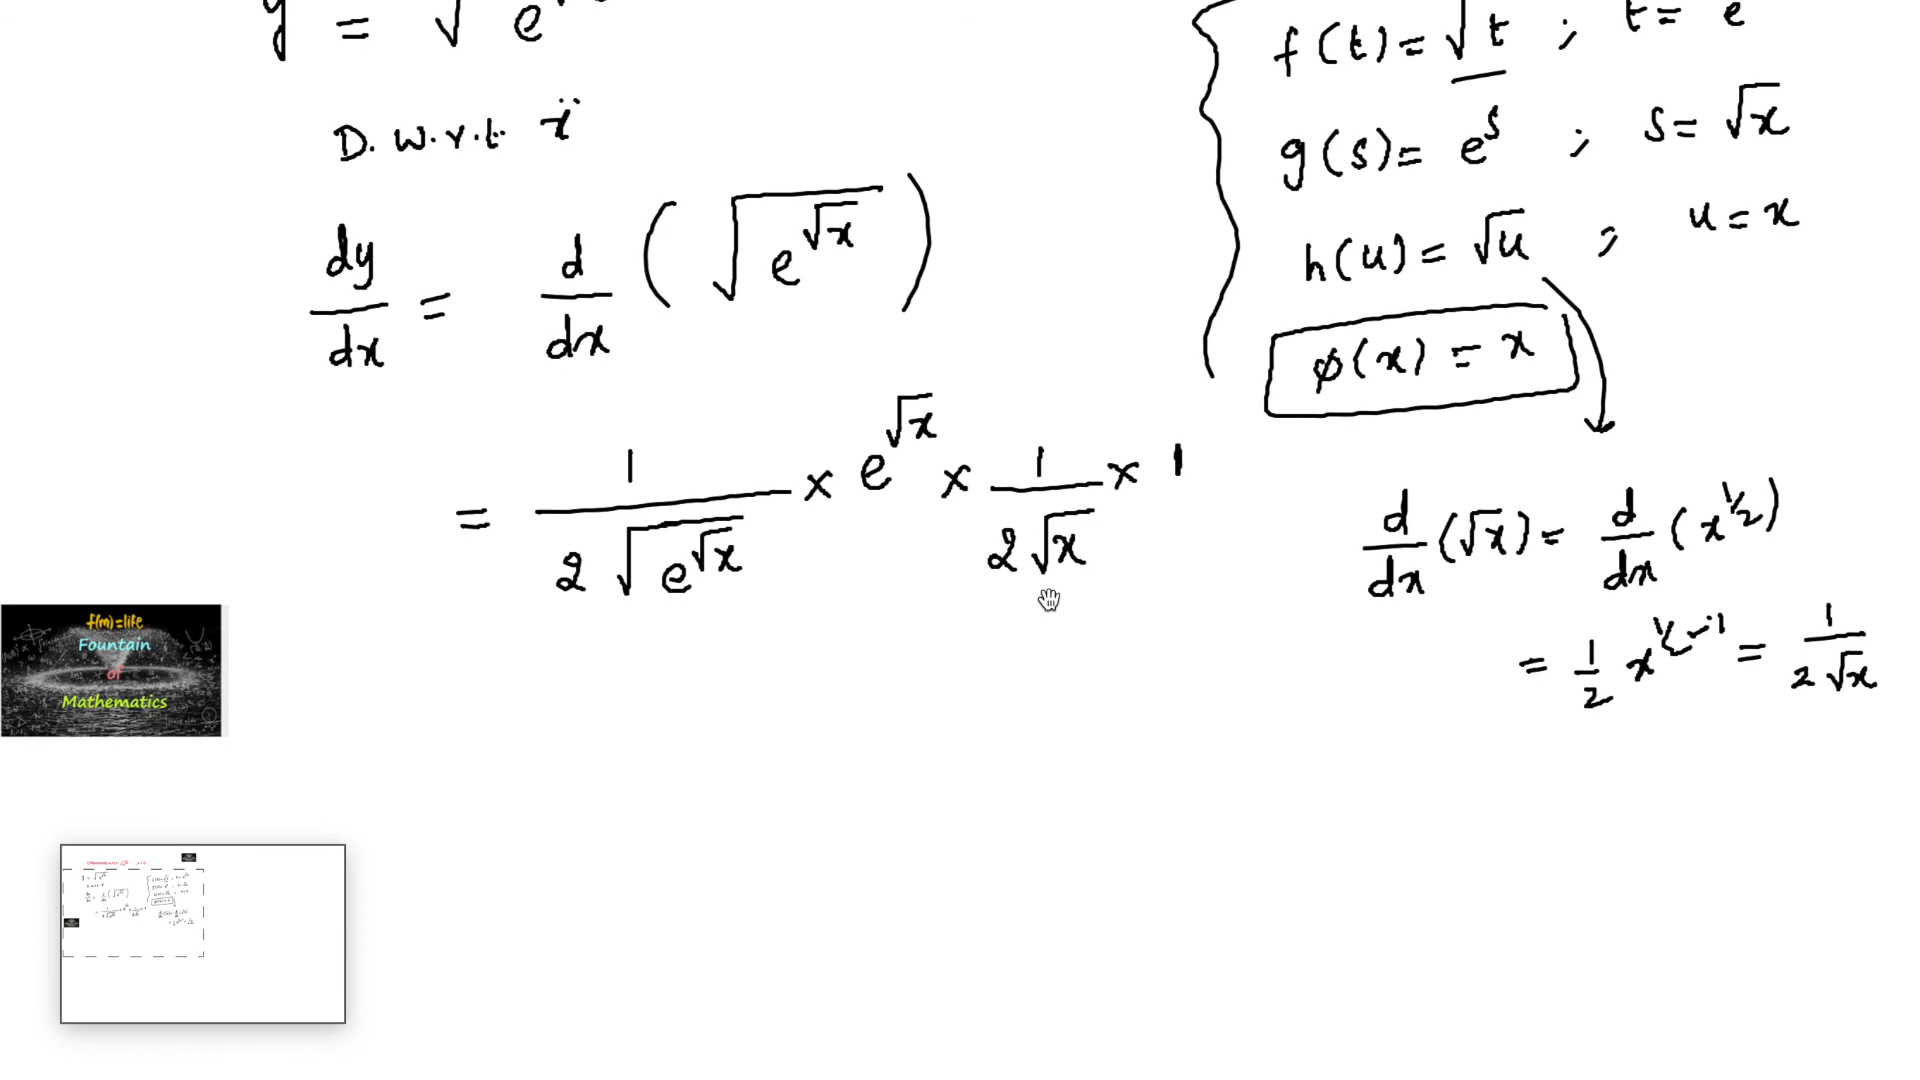 y = √e
D. w.r.t. x
dy/dx = d/dx (√(e^√x))
= 1/(2√(e^√x)) × e^√x × 1/(2√x) × 1
f(t) = √t ; t = e
g(s) = e^s ; s = √x
h(u) = √u ; u = x
φ(x) = x
d/dx (√x) = d/dx (x^½)
= 1/2 x^(½-1) = 1/(2√x)
f(m)=life
Fountain
of
Mathematics